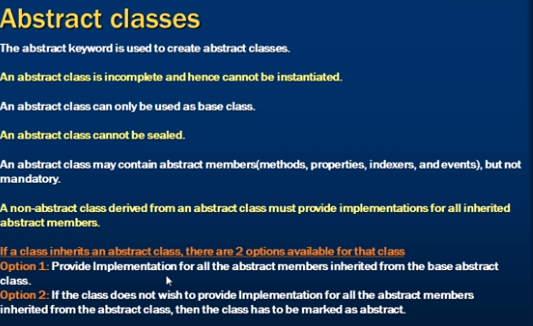 Abstract classes
The abstract keyword is used to create abstract classes.
An abstract class is incomplete and hence cannot be instantiated.
An abstract class can only be used as base class.
An abstract class cannot be sealed.
An abstract class may contain abstract members(methods, properties, indexers, and events), but not
mandatory.
A non-abstract class derived from an abstract class must provide implementations for all inherited
abstract members.
If a class inherits an abstract class, there are 2 options available for that class
Option 1: Provide Implementation for all the abstract members inherited from the base abstract
class.
Option 2: If the class does not wish to provide Implementation for all the abstract members
inherited from the abstract class, then the class has to be marked as abstract.